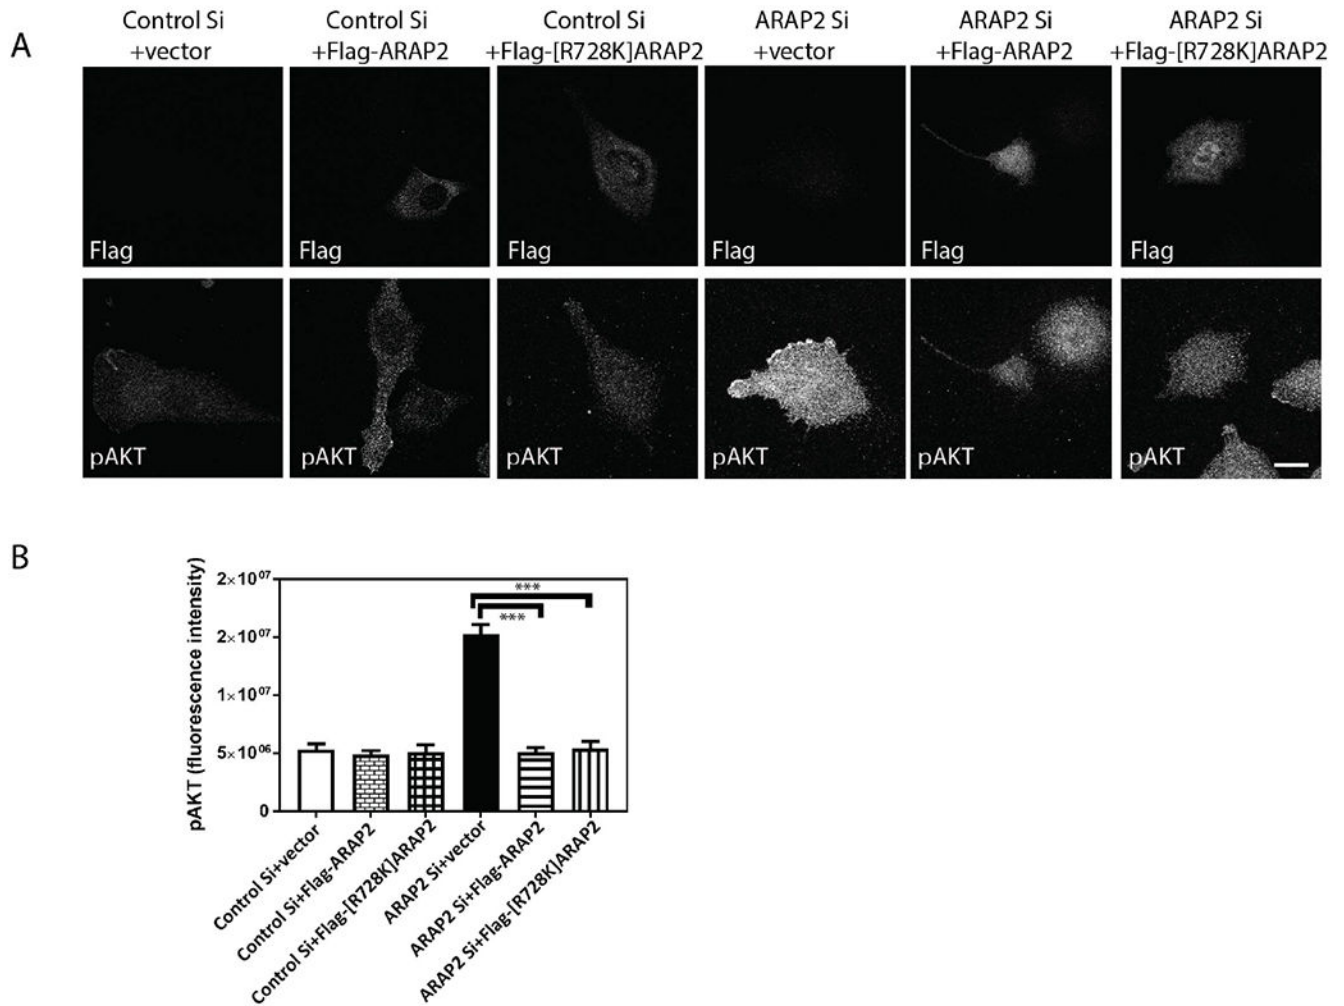 A
Control Si
+vector
Control Si
+Flag-ARAP2
Control Si
+Flag-[R728K]ARAP2
ARAP2 Si
+vector
ARAP2 Si
+Flag-ARAP2
ARAP2 Si
+Flag-[R728K]ARAP2
Flag
Flag
Flag
Flag
Flag
Flag
pAKT
pAKT
pAKT
pAKT
pAKT
pAKT
B
pAKT (fluorescence intensity)
2×10⁰⁷
2×10⁰⁷
1×10⁰⁷
5×10⁰⁶
0
***
***
Control Si+vector
Control Si+Flag-ARAP2
Control Si+Flag-[R728K]ARAP2
ARAP2 Si+vector
ARAP2 Si+Flag-ARAP2
ARAP2 Si+Flag-[R728K]ARAP2